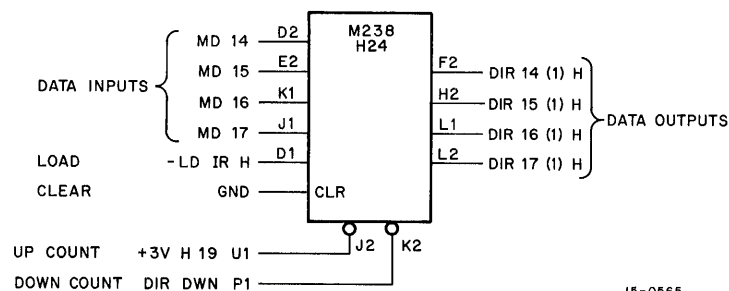 M238
H24
MD 14 D2
MD 15 E2 F2 DIR 14 (1) H
DATA INPUTS
MD 16 K1 H2 DIR 15 (1) H
DATA OUTPUTS
MD 17 J1 L1 DIR 16 (1) H
LOAD -LD IR H D1 L2 DIR 17 (1) H
CLEAR GND CLR
J2 K2
UP COUNT +3V H 19 U1
DOWN COUNT DIR DWN P1
15-0565